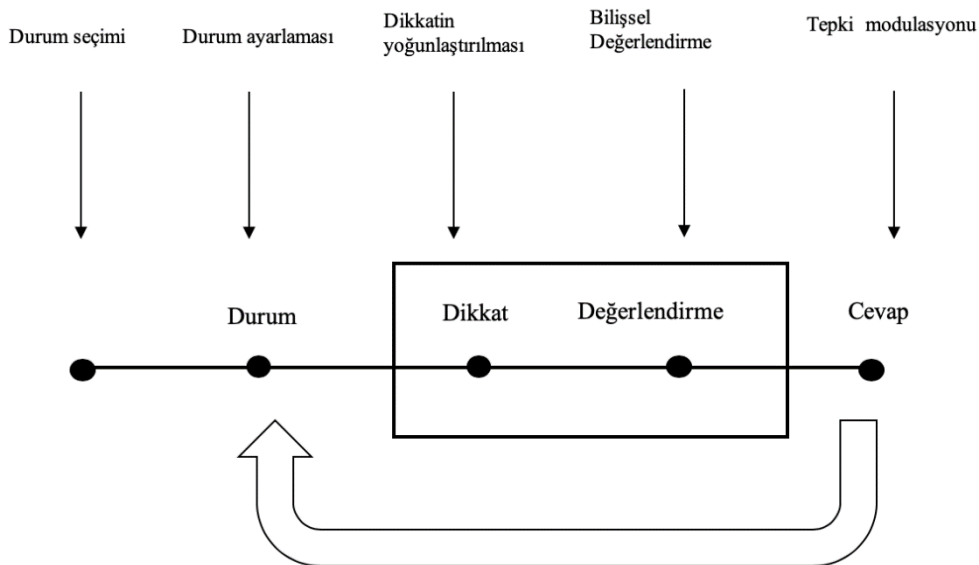 Durum seçimi
Durum ayarlaması
Dikkatin
yoğunlaştırılması
Bilişsel
Değerlendirme
Tepki modulasyonu
Durum
Dikkat
Değerlendirme
Cevap